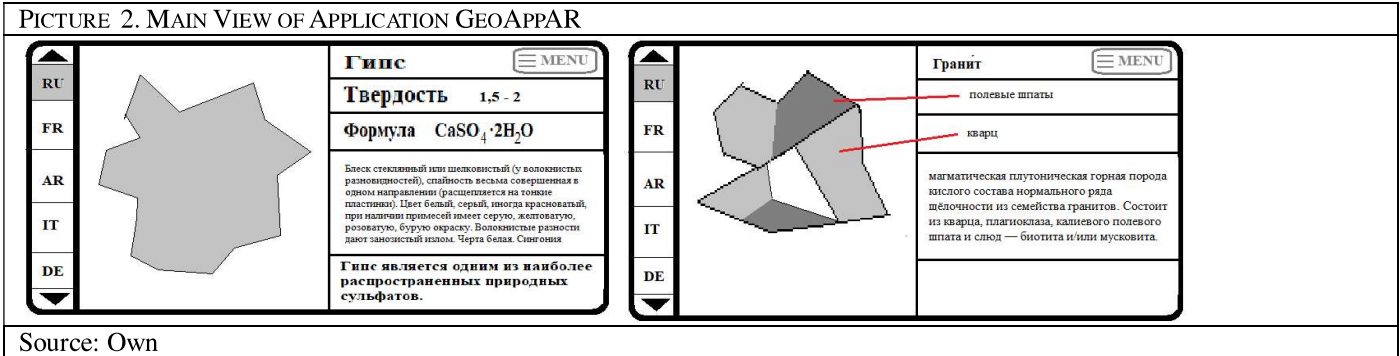 PICTURE 2. MAIN VIEW OF APPLICATION GEOAPPAR
RU
FR
AR
IT
DE
Гипс
MENU
Твердость 1,5 - 2
Формула CaSO4·2H2O
Блеск стеклянный или шелковистый (у волокнистых
разновидностей), спайность весьма совершенная в
одном направлении (расщепляется на тонкие
пластинки). Цвет белый, серый, иногда красноватый,
при наличии примесей имеет серую, желтоватую,
розоватую, бурую окраску. Волокнистые разности
дают занозистый излом. Черта белая. Сингония
Гипс является одним из наиболее
распространенных природных
сульфатов.
RU
FR
AR
IT
DE
Грани́т
MENU
полевые шпаты
кварц
магматическая плутоническая горная порода
кислого состава нормального ряда
щёлочности из семейства гранитов. Состоит
из кварца, плагиоклаза, калиевого полевого
шпата и слюд — биотита и/или мусковита.
Source: Own